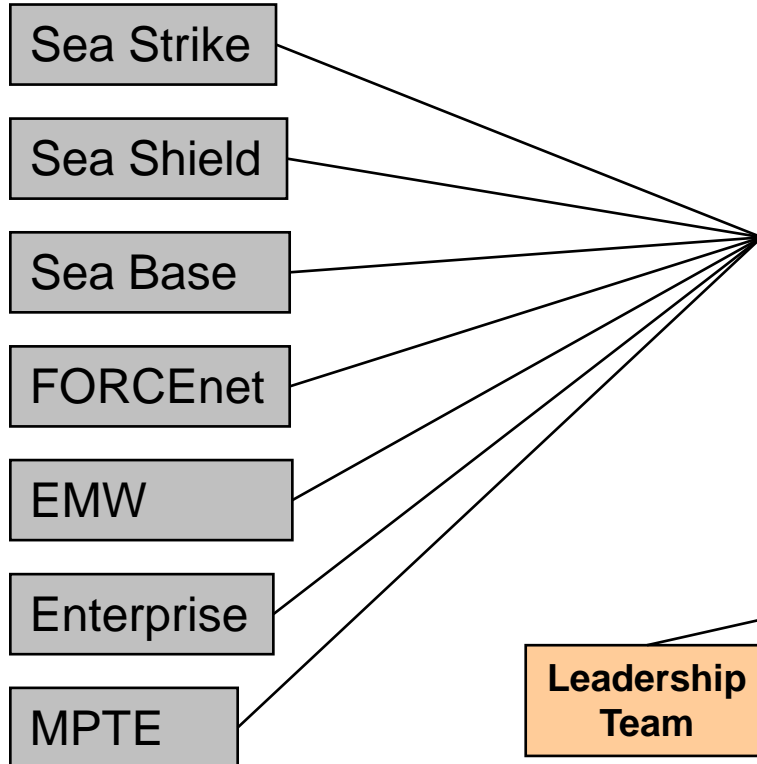 Sea Strike
Sea Shield
Sea Base
FORCEnet
EMW
Enterprise
MPTE
Leadership
Team